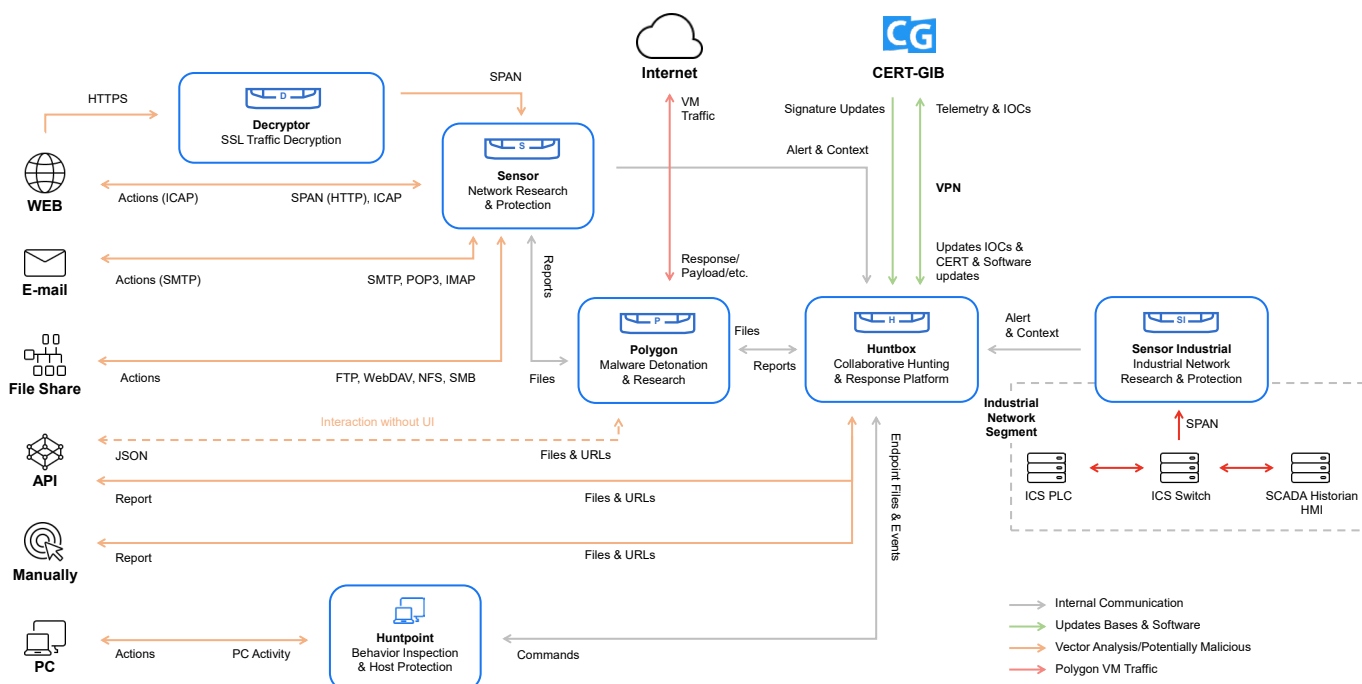 CG
Internet
CERT-GIB
SPAN
HTTPS
D
Decryptor
SSL Traffic Decryption
VM
Traffic
Signature Updates
Telemetry & IOCs
S
Sensor
Network Research
& Protection
Alert & Context
WEB
Actions (ICAP)
SPAN (HTTP), ICAP
VPN
E-mail
Actions (SMTP)
SMTP, POP3, IMAP
Reports
Response/
Payload/etc.
Updates IOCs &
CERT & Software
updates
P
Polygon
Malware Detonation
& Research
Files
Reports
H
Huntbox
Collaborative Hunting
& Response Platform
Alert
& Context
SI
Sensor Industrial
Industrial Network
Research & Protection
File Share
Actions
FTP, WebDAV, NFS, SMB
Files
Industrial
Network
Segment
SPAN
Interaction without UI
API
JSON
Files & URLs
Report
Files & URLs
Endpoint Files & Events
ICS PLC
ICS Switch
SCADA Historian
HMI
Manually
Report
Files & URLs
PC
Actions
PC Activity
Huntpoint
Behavior Inspection
& Host Protection
Commands
Internal Communication
Updates Bases & Software
Vector Analysis/Potentially Malicious
Polygon VM Traffic